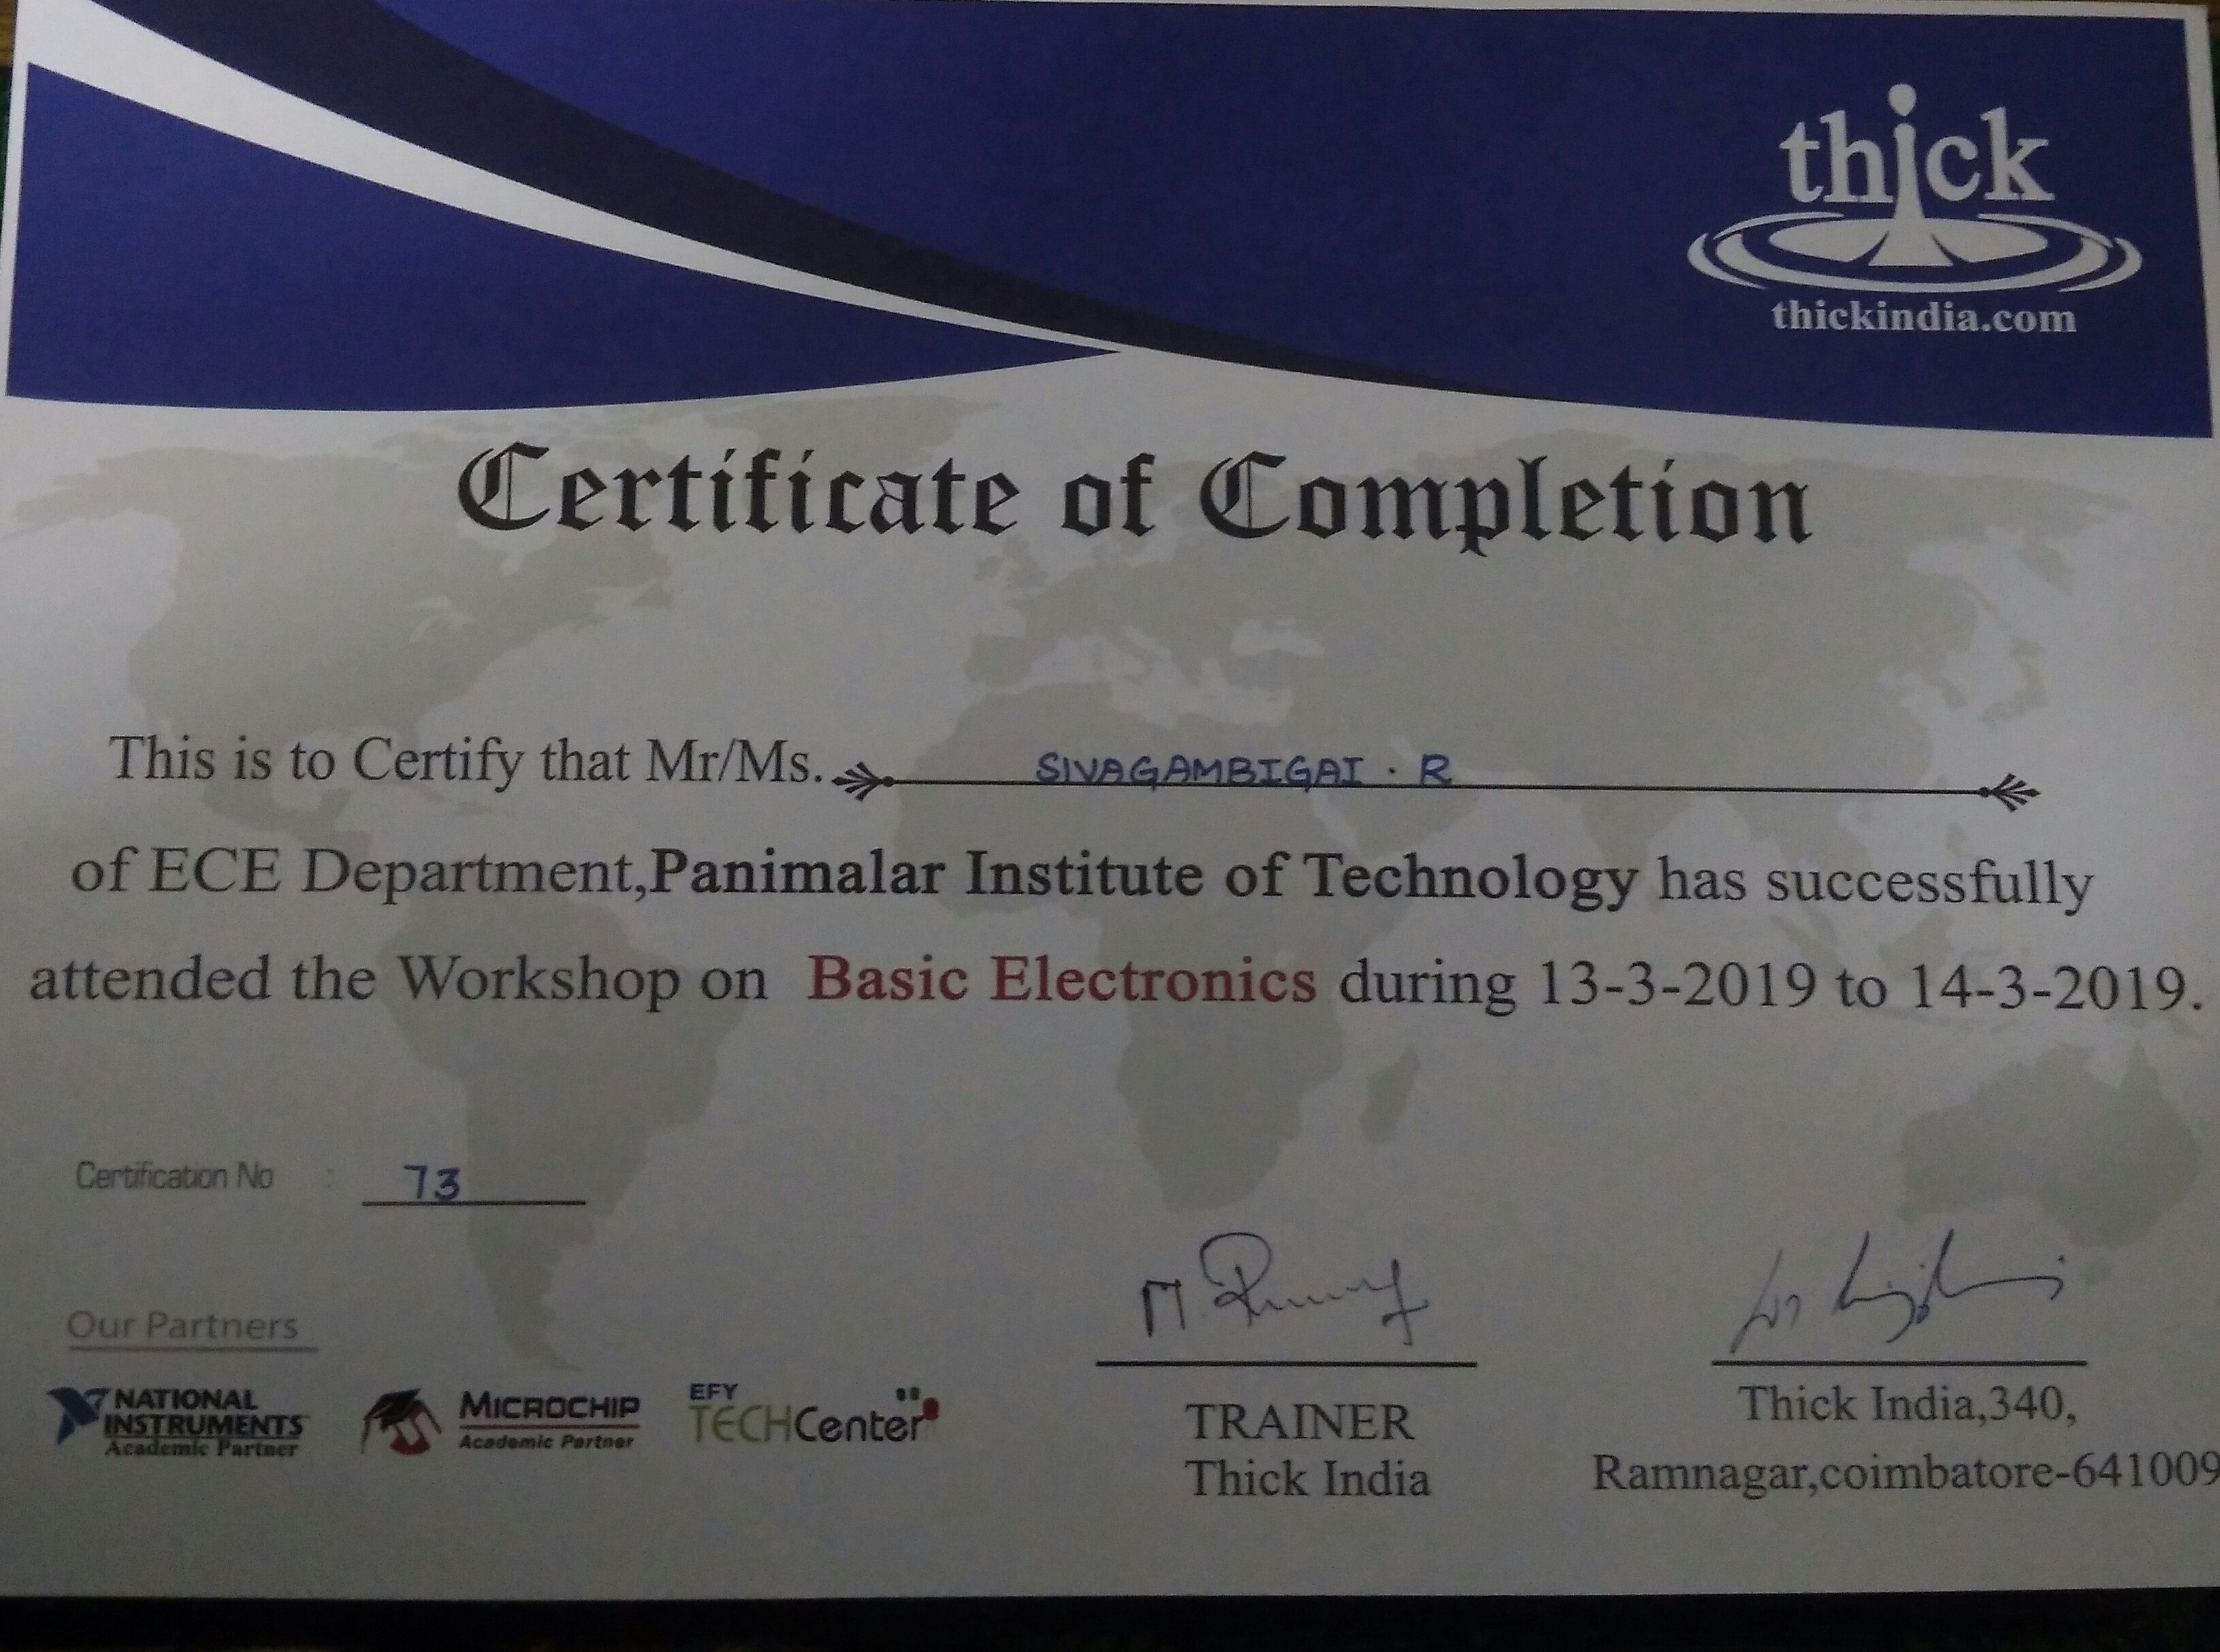 thick
thickindia.com
Certificate of Completion
This is to Certify that Mr/Ms. SIVAGAMBIGAI . R
of ECE Department,Panimalar Institute of Technology has successfully
attended the Workshop on Basic Electronics during 13-3-2019 to 14-3-2019.
Certification No : 73
Our Partners
NATIONAL
INSTRUMENTS
Academic Partner
MICROCHIP
Academic Partner
EFY
TECHCenter
TRAINER
Thick India
Thick India,340,
Ramnagar,coimbatore-641009